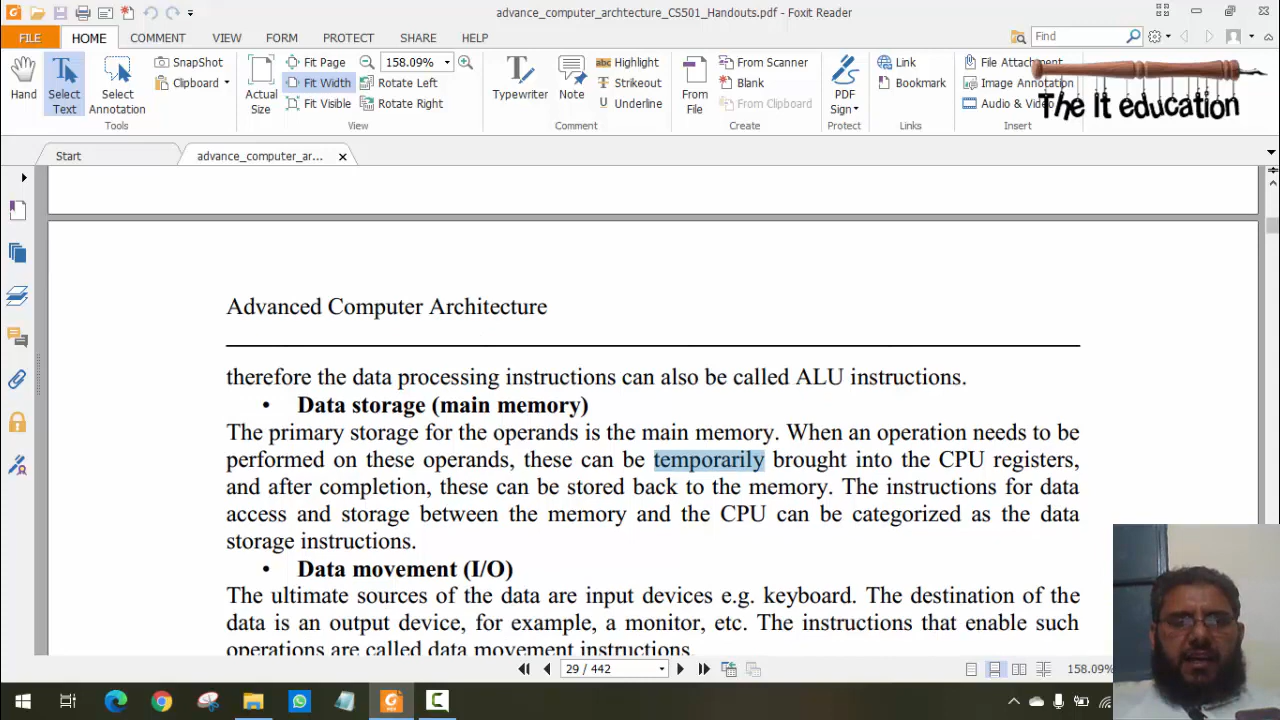 advance_computer_archtecture_CS501_Handouts.pdf - Foxit Reader
FILE HOME COMMENT VIEW FORM PROTECT SHARE HELP Find
Hand
Select Text
Select Annotation
SnapShot
Clipboard
Tools
Actual Size
Fit Page
Fit Width
Fit Visible
158.09%
Rotate Left
Rotate Right
View
Typewriter
Note
Highlight
Strikeout
Underline
Comment
From File
From Scanner
Blank
From Clipboard
Create
PDF Sign
Protect
Link
Bookmark
Links
File Attachment
Image Annotation
Audio & Video
Insert
The It education
Start advance_computer_ar...
Advanced Computer Architecture
therefore the data processing instructions can also be called ALU instructions.
• Data storage (main memory)
The primary storage for the operands is the main memory. When an operation needs to be
performed on these operands, these can be temporarily brought into the CPU registers,
and after completion, these can be stored back to the memory. The instructions for data
access and storage between the memory and the CPU can be categorized as the data
storage instructions.
• Data movement (I/O)
The ultimate sources of the data are input devices e.g. keyboard. The destination of the
data is an output device, for example, a monitor, etc. The instructions that enable such
operations are called data movement instructions.
29 / 442
158.09%